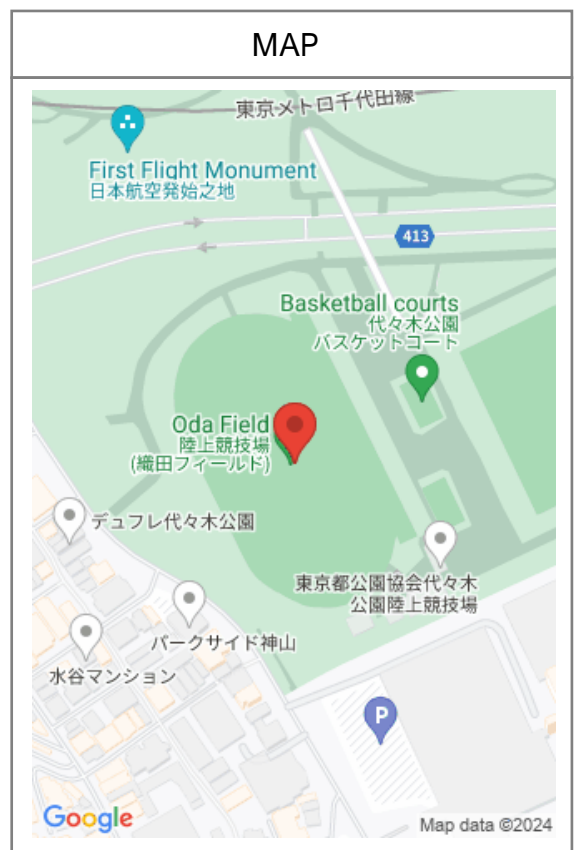 MAP
東京メトロ千代田線
First Flight Monument
日本航空発始之地
413
Basketball courts
代々木公園
バスケットコート
Oda Field
陸上競技場
(織田フィールド)
デュフレ代々木公園
東京都公園協会代々木
公園陸上競技場
パークサイド神山
水谷マンション
P
Google
Map data ©2024